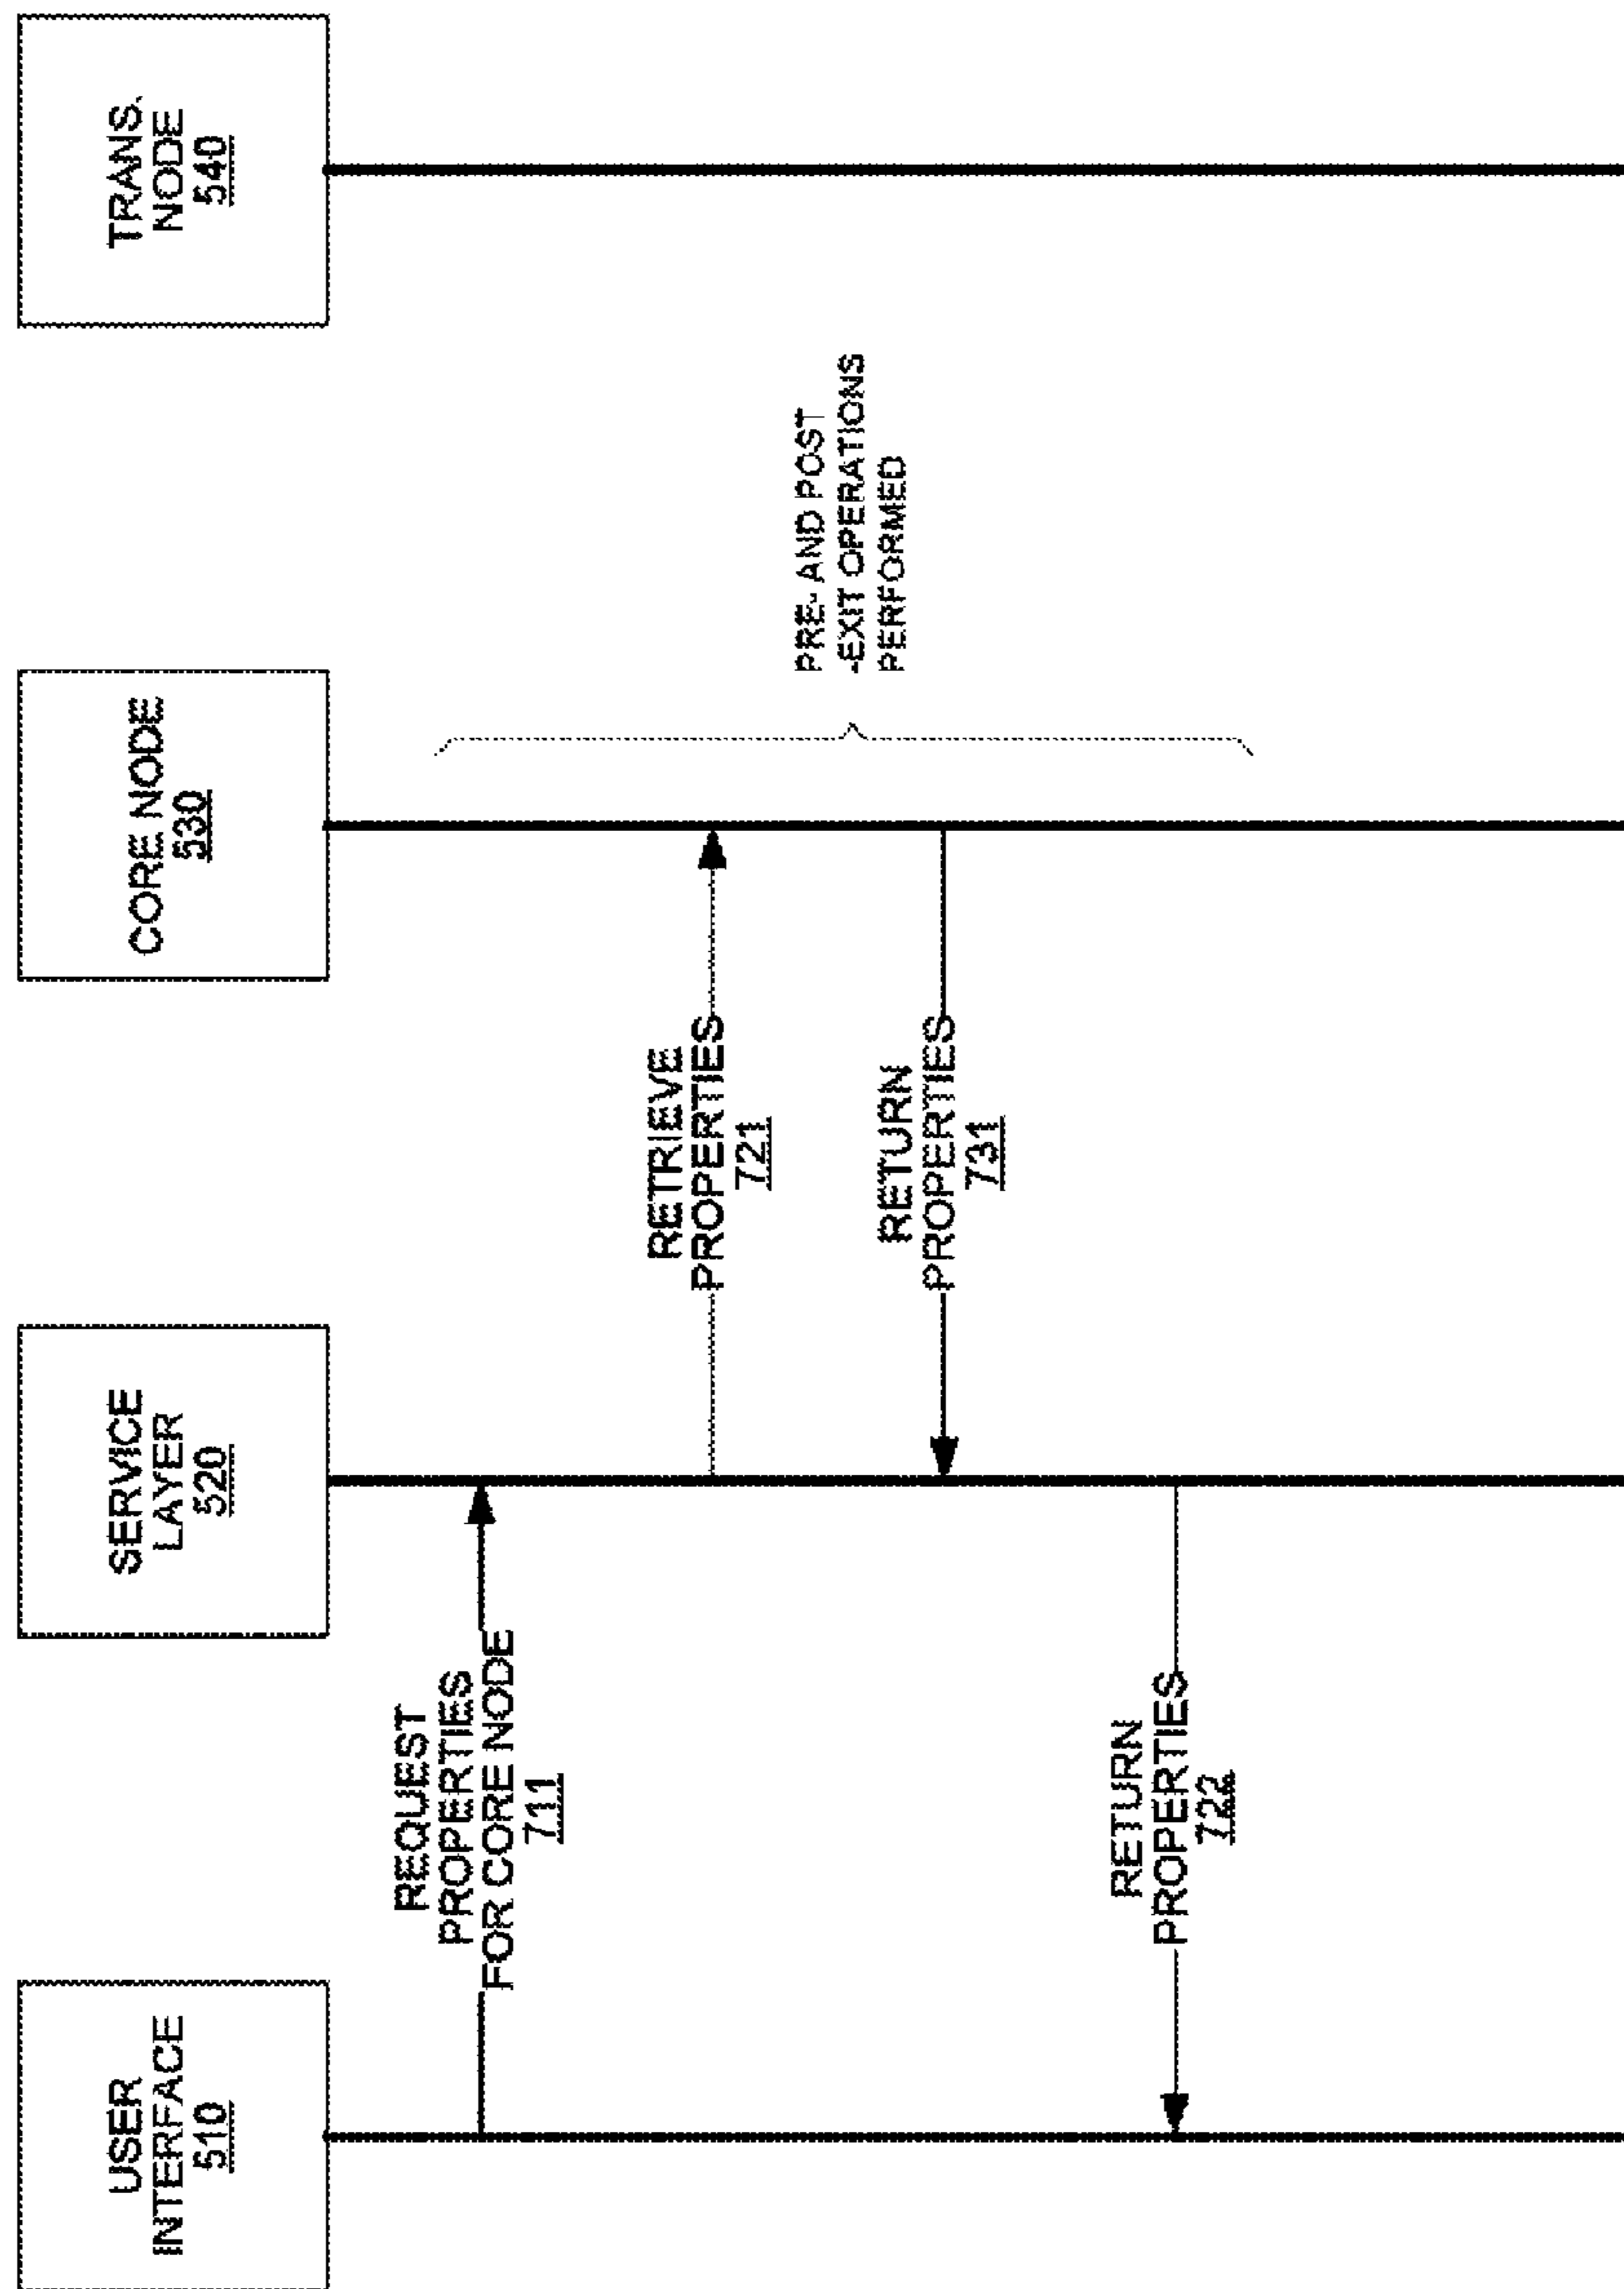 USER
INTERFACE
510
SERVICE
LAYER
520
CORE NODE
530
TRANS.
NODE
540
REQUEST
PROPERTIES
FOR CORE NODE
711
RETRIEVE
PROPERTIES
721
RETURN
PROPERTIES
731
RETURN
PROPERTIES
722
PRE- AND POST
-EXIT OPERATIONS
PERFORMED